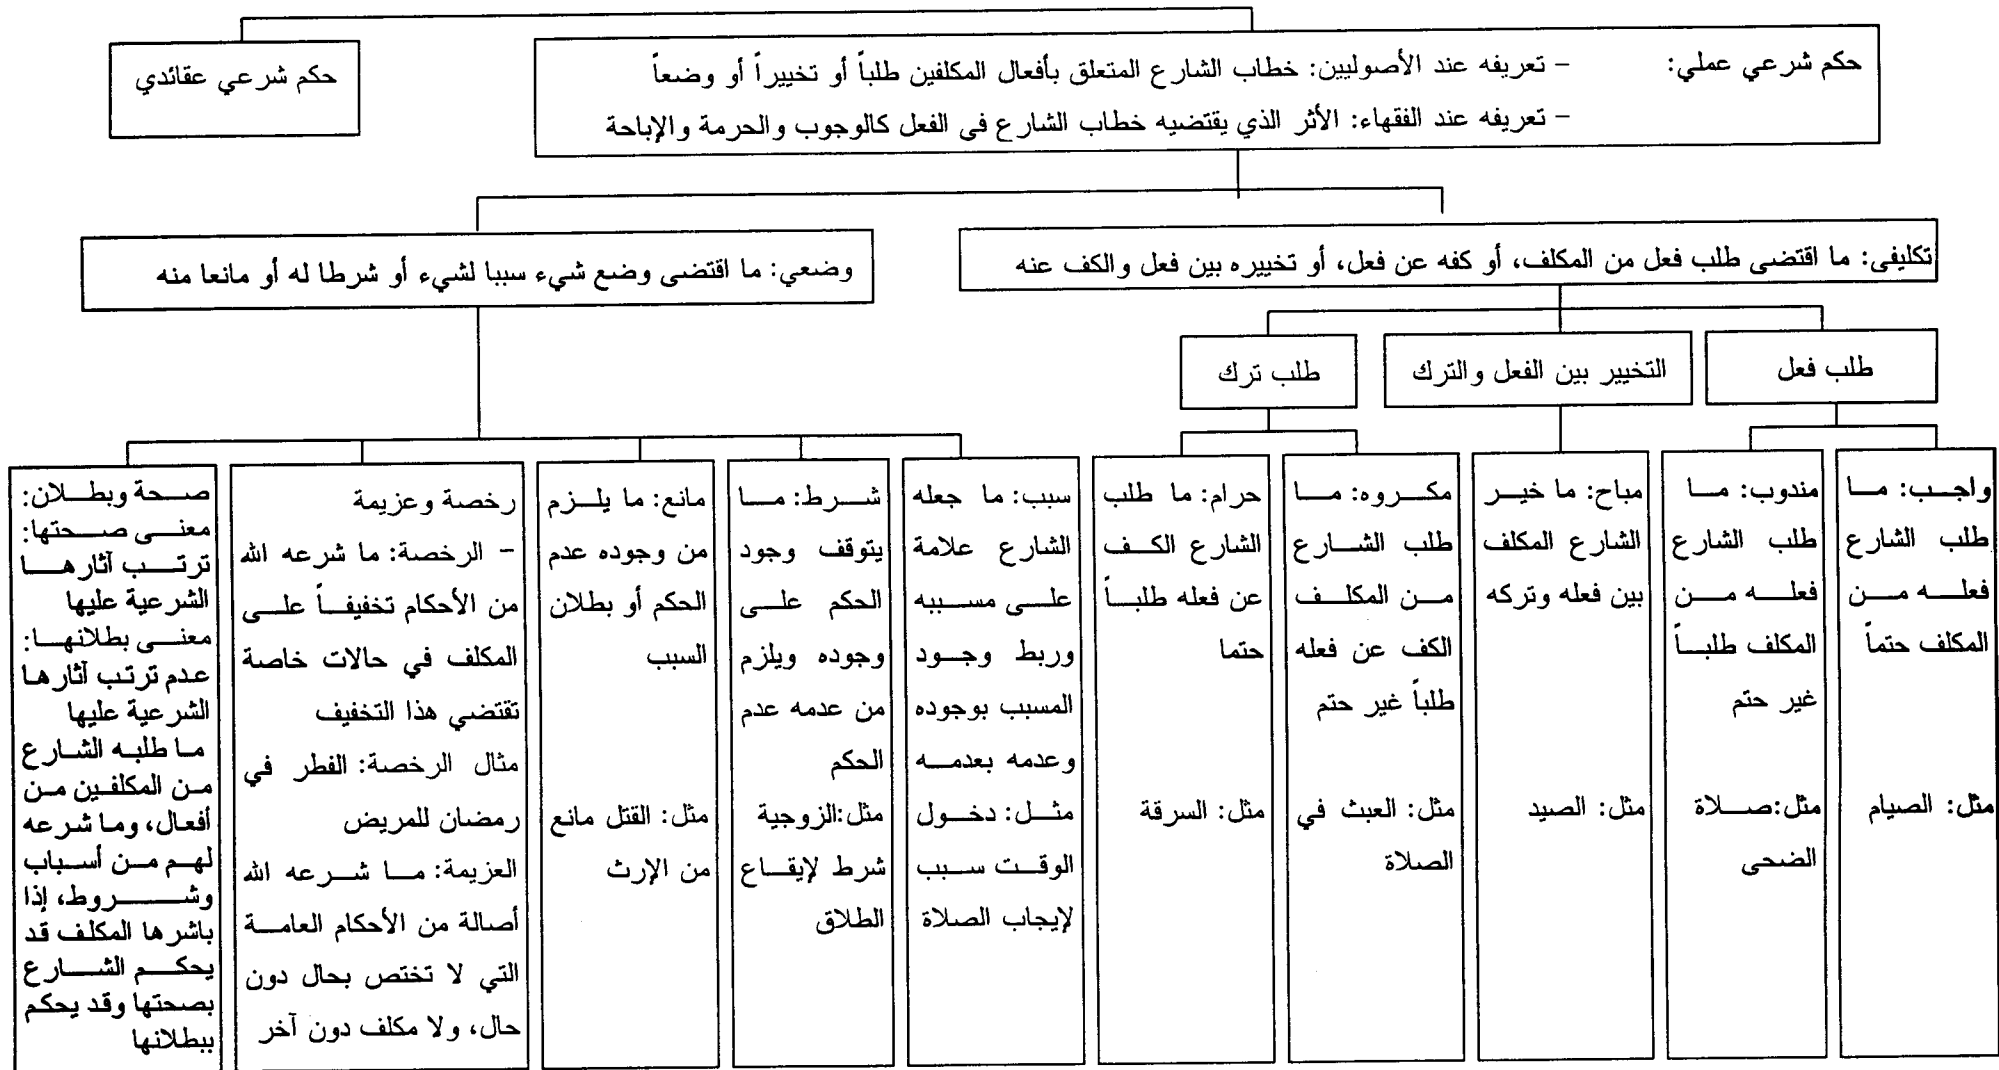 حكم شرعي عملي: – تعريفه عند الأصوليين: خطاب الشارع المتعلق بأفعال المكلفين طلباً أو تخييراً أو وضعاً
– تعريفه عند الفقهاء: الأثر الذي يقتضيه خطاب الشارع في الفعل كالوجوب والحرمة والإباحة
حكم شرعي عقائدي
تكليفي: ما اقتضى طلب فعل من المكلف، أو كفه عن فعل، أو تخييره بين فعل والكف عنه
وضعي: ما اقتضى وضع شيء سببا لشيء أو شرطا له أو مانعا منه
طلب فعل
التخيير بين الفعل والترك
طلب ترك
واجب: ما
طلب الشارع
فعله من
المكلف حتماً
مثل: الصيام
مندوب: ما
طلب الشارع
فعله من
المكلف طلباً
غير حتم
مثل:صلاة
الضحى
مباح: ما خير
الشارع المكلف
بين فعله وتركه
مثل: الصيد
مكروه: ما
طلب الشارع
من المكلف
الكف عن فعله
طلباً غير حتم
مثل: العبث في
الصلاة
حرام: ما طلب
الشارع الكف
عن فعله طلباً
حتما
مثل: السرقة
سبب: ما جعله
الشارع علامة
على مسببه
وربط وجود
المسبب بوجوده
وعدمه بعدمه
مثل: دخول
الوقت سبب
لإيجاب الصلاة
شرط: ما
يتوقف وجود
الحكم على
وجوده ويلزم
من عدمه عدم
الحكم
مثل:الزوجية
شرط لإيقاع
الطلاق
مانع: ما يلزم
من وجوده عدم
الحكم أو بطلان
السبب
مثل: القتل مانع
من الإرث
رخصة وعزيمة
– الرخصة: ما شرعه الله
من الأحكام تخفيفاً على
المكلف في حالات خاصة
تقتضي هذا التخفيف
مثال الرخصة: الفطر في
رمضان للمريض
العزيمة: ما شرعه الله
أصالة من الأحكام العامة
التي لا تختص بحال دون
حال، ولا مكلف دون آخر
صحة وبطلان:
معنى صحتها:
ترتب آثارها
الشرعية عليها
معنى بطلانها:
عدم ترتب آثارها
الشرعية عليها
ما طلبه الشارع
من المكلفين من
أفعال، وما شرعه
لهم من أسباب
وشروط، إذا
باشرها المكلف قد
يحكم الشارع
بصحتها وقد يحكم
ببطلانها